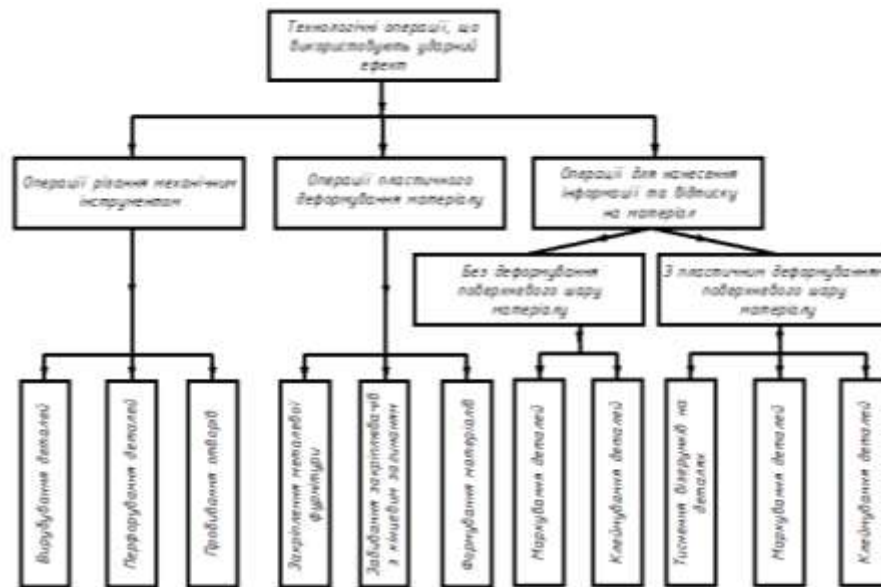 Технологічні операції, що
використовують ударний
ефект
Операції різання механічним
інструментом
Операції пластичного
деформування матеріалу
Операції для нанесення
інформації та відтиску
на матеріал
Без деформування
поверхневого шару
матеріалу
З пластичним деформуванням
поверхневого шару
матеріалу
Вирубування деталей
Перфорування деталей
Пробивання отворів
Закріплення металевої
фурнітури
Забивання закріплювачів
з кінцевим загинанням
Формування матеріалів
Маркування деталей
Клеймування деталей
Тиснення візерунків на
деталях
Маркування деталей
Клеймування деталей